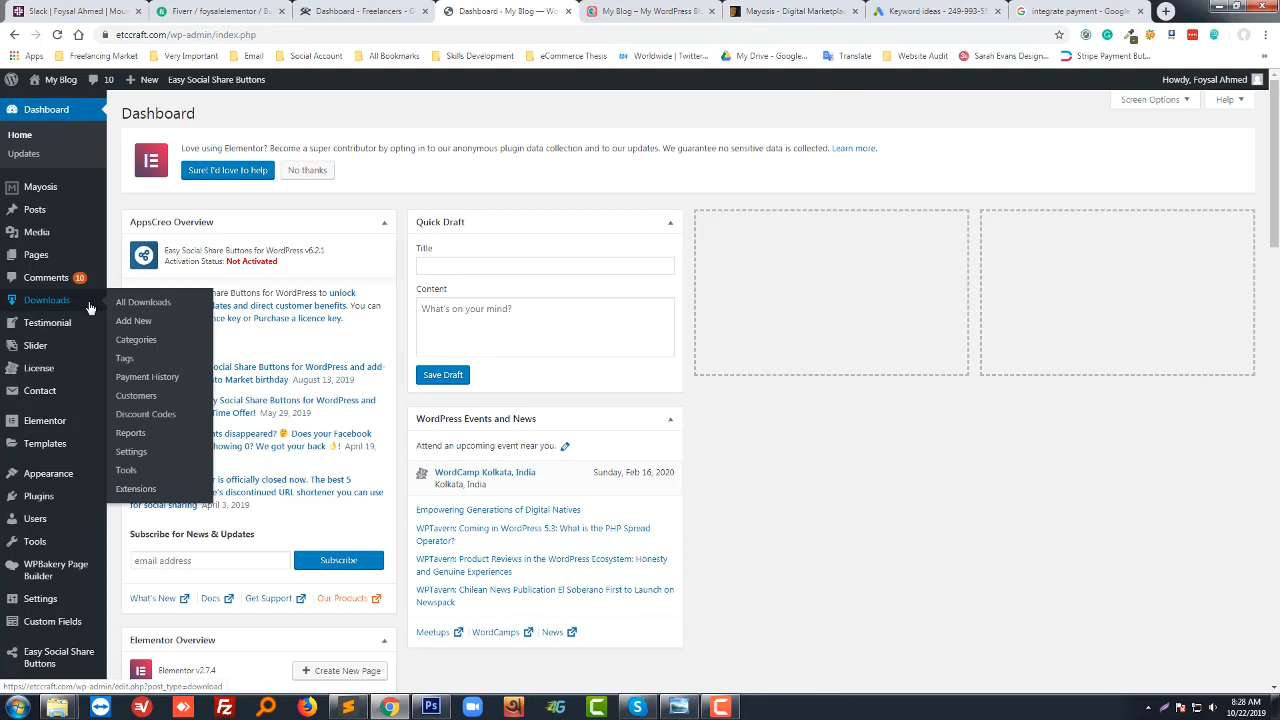 Slack | Foysal Ahmed | Mou
Fiverr / foysalelementor / Bu
Dashboard - Freelancers - G
Dashboard ‹ My Blog — Wo
My Blog – My WordPress Bl
Mayosis - Digital Marketplac
Keyword ideas - 249-993-55
integrate payment - Google
etccraft.com/wp-admin/index.php
Apps
Freelancing Market
Very Important
Email
Social Account
All Bookmarks
Skills Development
eCommerce Thesis
Worldwide | Twitter...
My Drive - Google...
Translate
Website Audit
Sarah Evans Design...
Stripe Payment But...
My Blog
10
New
Easy Social Share Buttons
Howdy, Foysal Ahmed
Dashboard
Home
Updates
Mayosis
Posts
Media
Pages
Comments 10
Downloads
Testimonial
Slider
License
Contact
Elementor
Templates
Appearance
Plugins
Users
Tools
WPBakery Page
Builder
Settings
Custom Fields
Easy Social Share
Buttons
All Downloads
Add New
Categories
Tags
Payment History
Customers
Discount Codes
Reports
Settings
Tools
Extensions
Dashboard
Screen Options
Help
Love using Elementor? Become a super contributor by opting in to our anonymous plugin data collection and to our updates. We guarantee no sensitive data is collected. Learn more.
Sure! I'd love to help
No thanks
AppsCreo Overview
Easy Social Share Buttons for WordPress v6.2.1
Activation Status: Not Activated
hare Buttons for WordPress to unlock
dates and direct customer benefits. You can
ce key or Purchase a licence key.
y Social Share Buttons for WordPress and add-
to Market birthday August 13, 2019
y Social Share Buttons for WordPress and
Time Offer! May 29, 2019
nts disappeared? 🤔 Does your Facebook
howing 0? We got your back 👌! April 19,
r is officially closed now. The best 5
e's discontinued URL shortener you can use
for social sharing April 3, 2019
Subscribe for News & Updates
email address
Subscribe
What's New
Docs
Get Support
Our Products
Elementor Overview
Elementor v2.7.4
Create New Page
Quick Draft
Title
Content
What's on your mind?
Save Draft
WordPress Events and News
Attend an upcoming event near you.
WordCamp Kolkata, India
Sunday, Feb 16, 2020
Kolkata, India
Empowering Generations of Digital Natives
WPTavern: Coming in WordPress 5.3: What is the PHP Spread
Operator?
WPTavern: Product Reviews in the WordPress Ecosystem: Honesty
and Genuine Experiences
WPTavern: Chilean News Publication El Soberano First to Launch on
Newspack
Meetups
WordCamps
News
https://etccraft.com/wp-admin/edit.php?post_type=download
8:28 AM
10/22/2019